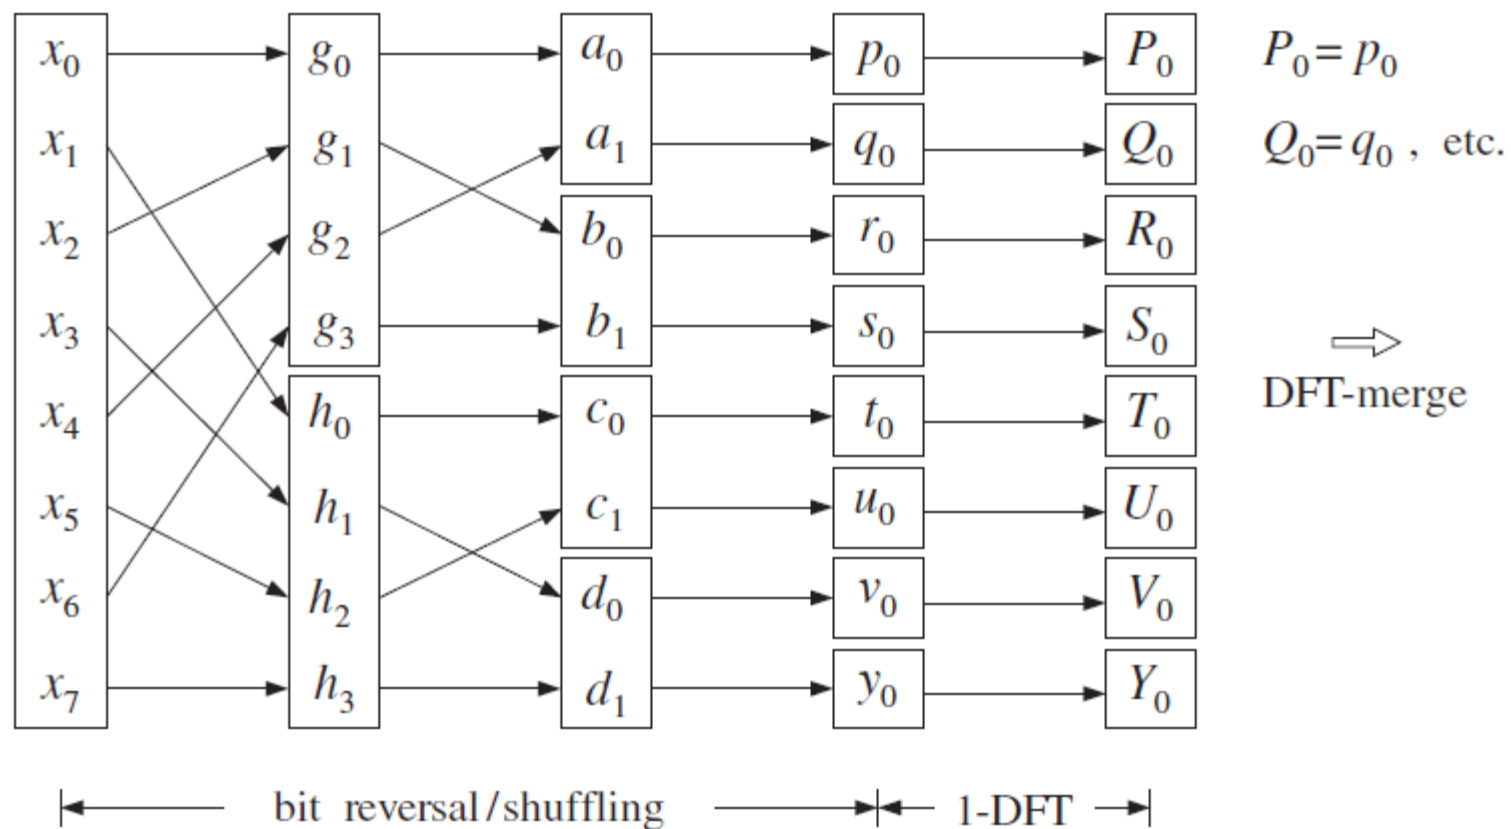 x₀ g₀ a₀ p₀ P₀ P₀ = p₀
x₁ g₁ a₁ q₀ Q₀ Q₀ = q₀ , etc.
x₂ g₂ b₀ r₀ R₀
x₃ g₃ b₁ s₀ S₀
x₄ h₀ c₀ t₀ T₀ DFT-merge
x₅ h₁ c₁ u₀ U₀
x₆ h₂ d₀ v₀ V₀
x₇ h₃ d₁ y₀ Y₀
bit reversal/shuffling 1-DFT